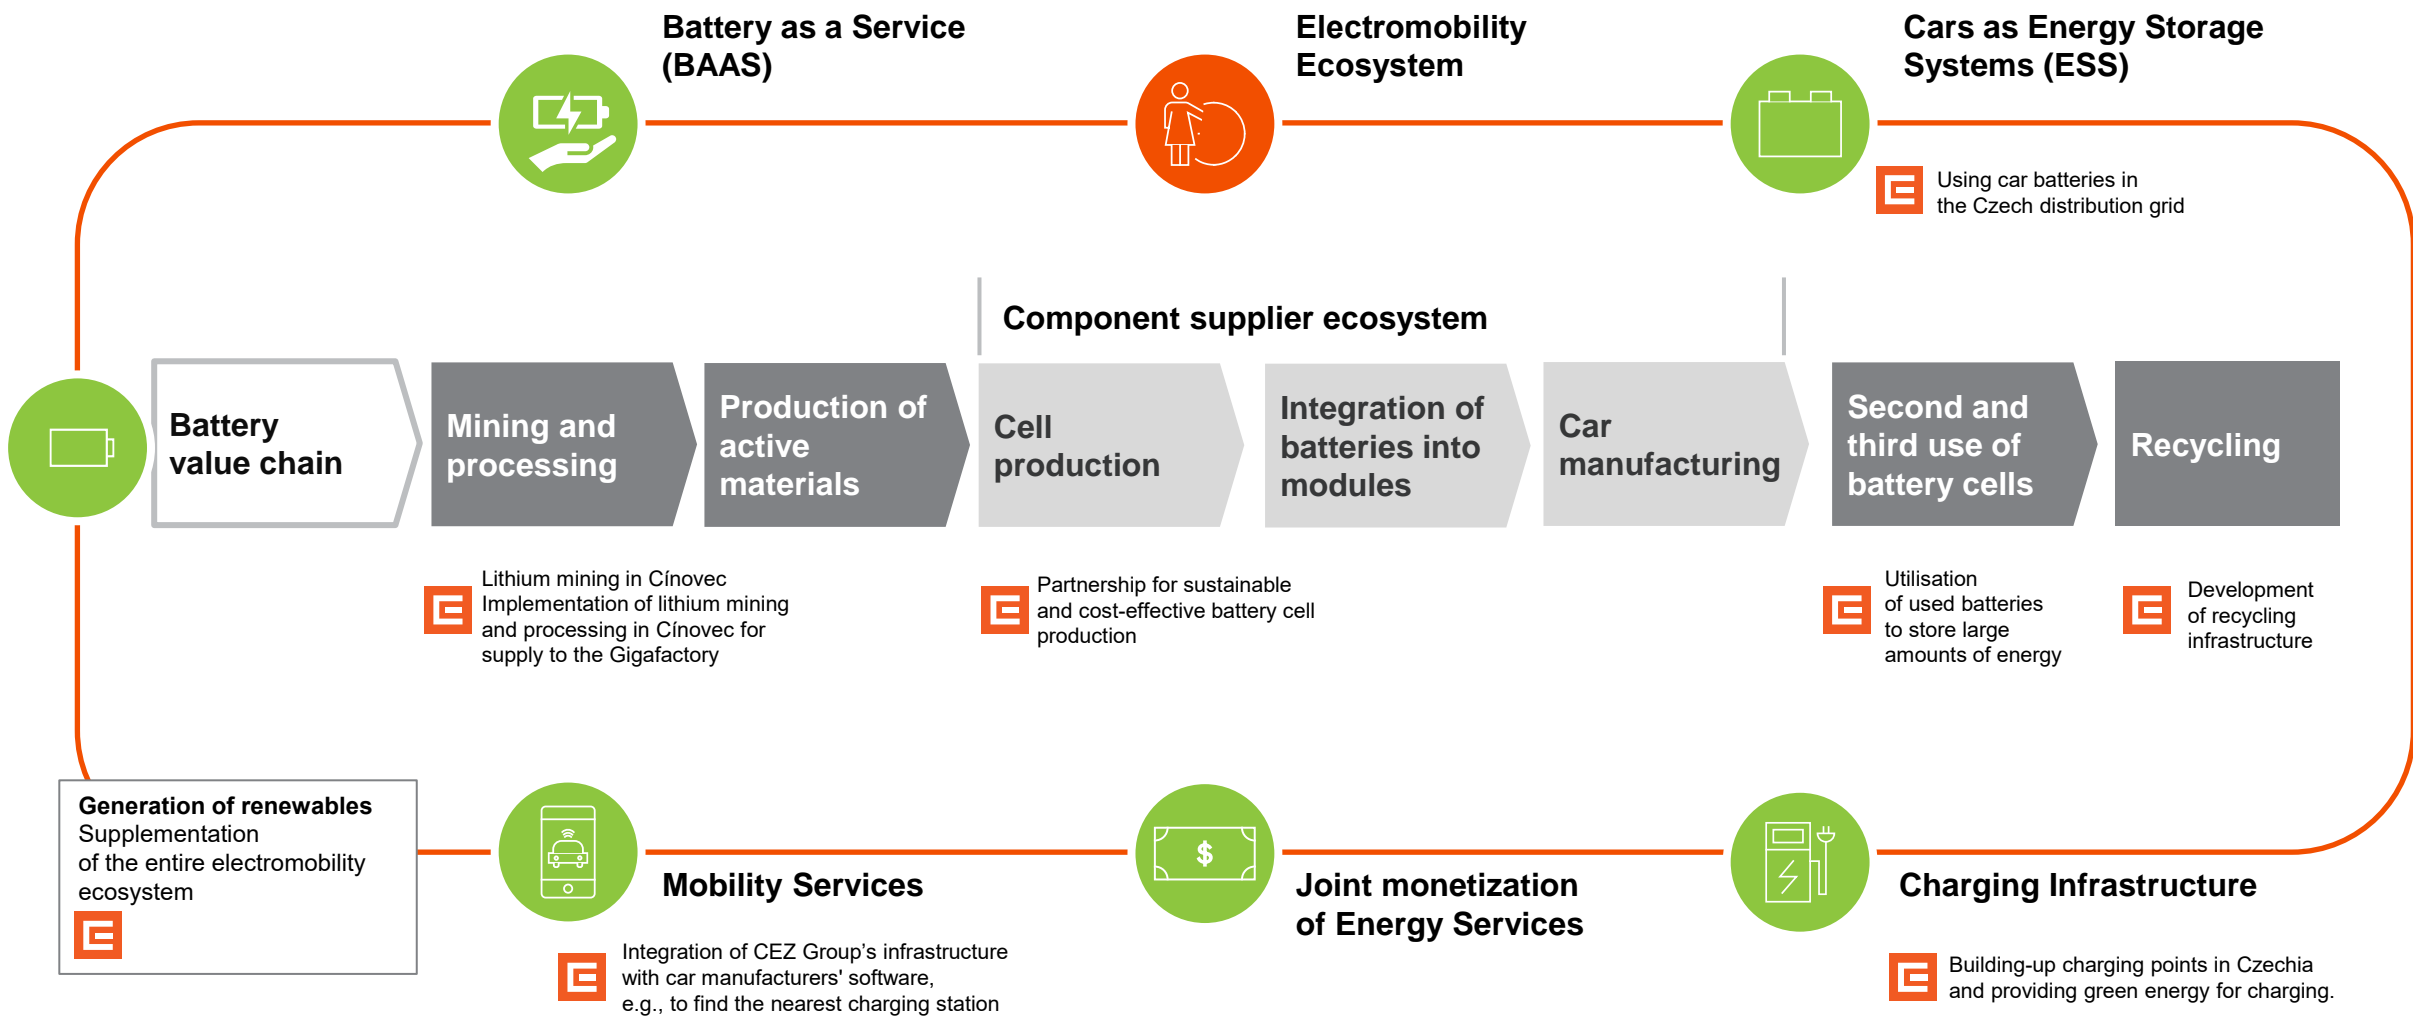 Battery as a Service
(BAAS)
Electromobility
Ecosystem
Cars as Energy Storage
Systems (ESS)
Using car batteries in
the Czech distribution grid
Component supplier ecosystem
Battery
value chain
Mining and
processing
Production of
active
materials
Cell
production
Integration of
batteries into
modules
Car
manufacturing
Second and
third use of
battery cells
Recycling
Lithium mining in Cínovec
Implementation of lithium mining
and processing in Cínovec for
supply to the Gigafactory
Partnership for sustainable
and cost-effective battery cell
production
Utilisation
of used batteries
to store large
amounts of energy
Development
of recycling
infrastructure
Generation of renewables
Supplementation
of the entire electromobility
ecosystem
Mobility Services
Integration of CEZ Group’s infrastructure
with car manufacturers' software,
e.g., to find the nearest charging station
$
Joint monetization
of Energy Services
Charging Infrastructure
Building-up charging points in Czechia
and providing green energy for charging.